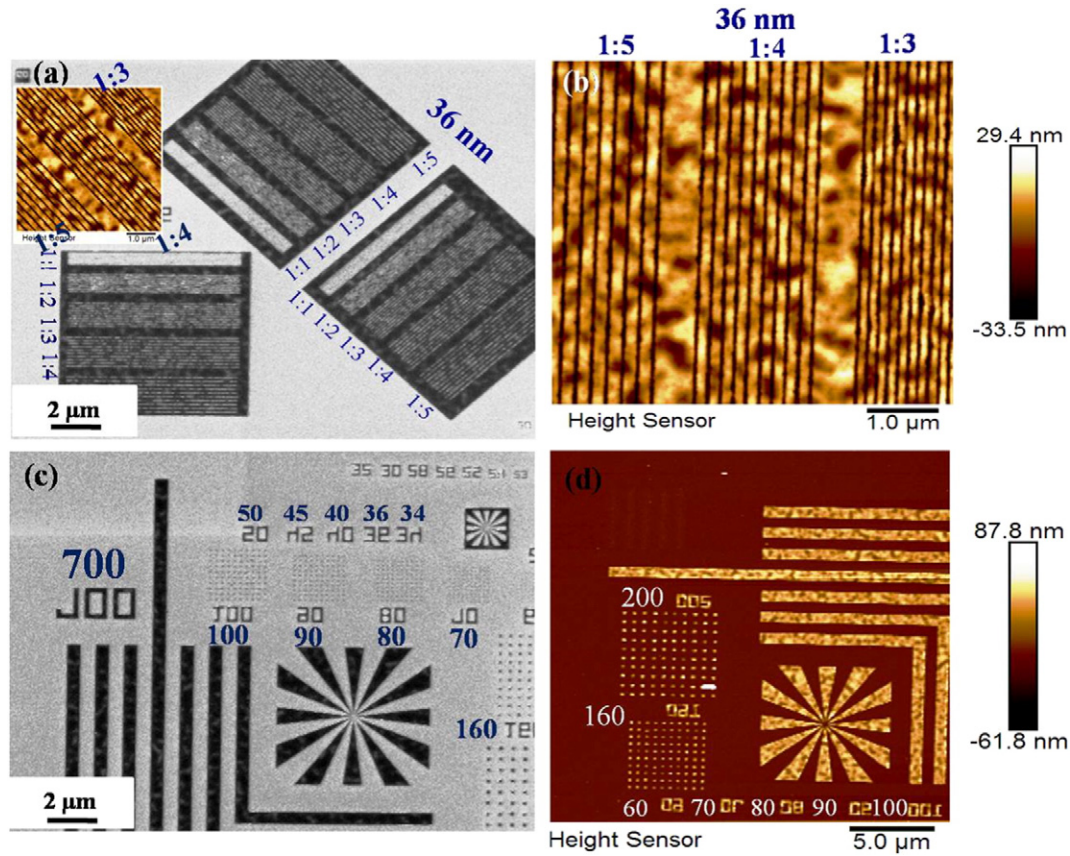 (a)
1:3
Height Sensor
1.0 µm
1:5
1:4
36 nm
1:1 1:2 1:3 1:4 1:5
1:1 1:2 1:3 1:4 1:5
1:1 1:2 1:3 1:4
2 µm
36 nm
1:5 1:4 1:3
(b)
29.4 nm
-33.5 nm
Height Sensor
1.0 µm
(c)
50 45 40 36 34
700
100 90 80 70
160
2 µm
(d)
87.8 nm
-61.8 nm
200
160
60 70 80 90 100
Height Sensor
5.0 µm